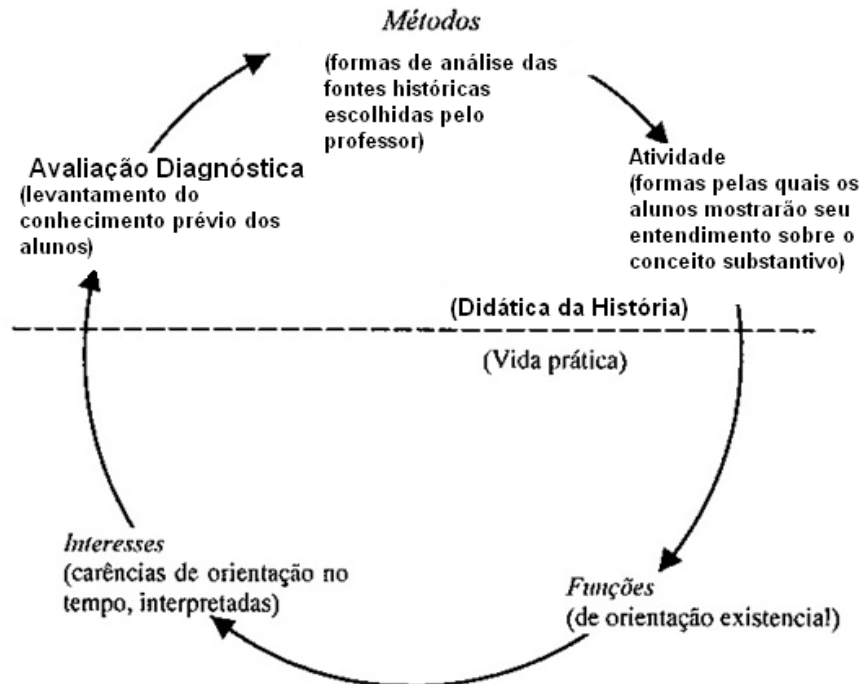 Métodos
(formas de análise das
fontes históricas
escolhidas pelo
professor)
Avaliação Diagnóstica
(levantamento do
conhecimento prévio dos
alunos)
Atividade
(formas pelas quais os
alunos mostrarão seu
entendimento sobre o
conceito substantivo)
(Didática da História)
(Vida prática)
Interesses
(carências de orientação no
tempo, interpretadas)
Funções
(de orientação existencial)